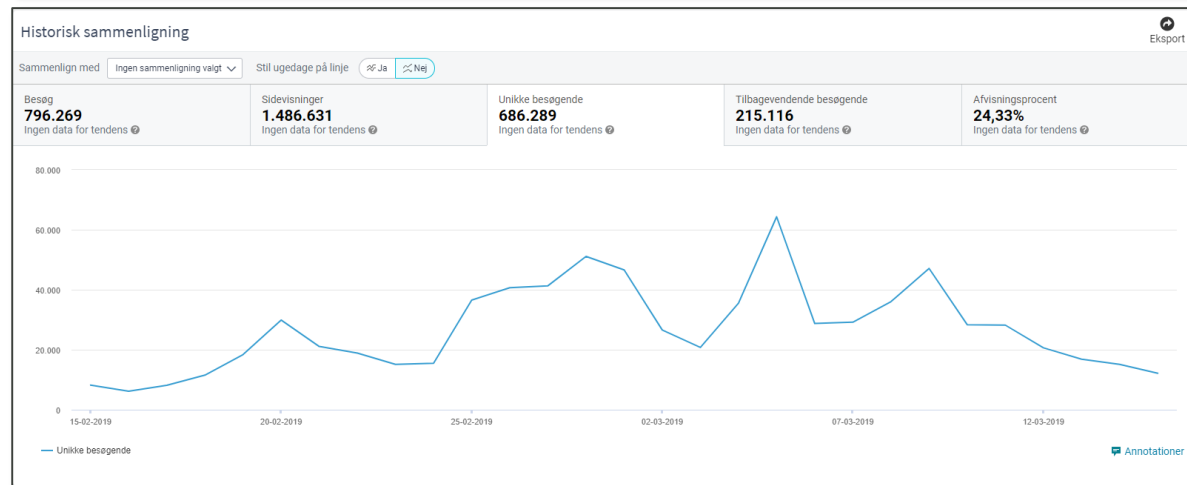 Historisk sammenligning
Eksport
Sammenlign med Ingen sammenligning valgt Stil ugedage på linje Ja Nej
Besøg
796.269
Ingen data for tendens ?
Sidevisninger
1.486.631
Ingen data for tendens ?
Unikke besøgende
686.289
Ingen data for tendens ?
Tilbagevendende besøgende
215.116
Ingen data for tendens ?
Afvisningsprocent
24,33%
Ingen data for tendens ?
80.000
60.000
40.000
20.000
0
15-02-2019 20-02-2019 25-02-2019 02-03-2019 07-03-2019 12-03-2019
Unikke besøgende
Annotationer